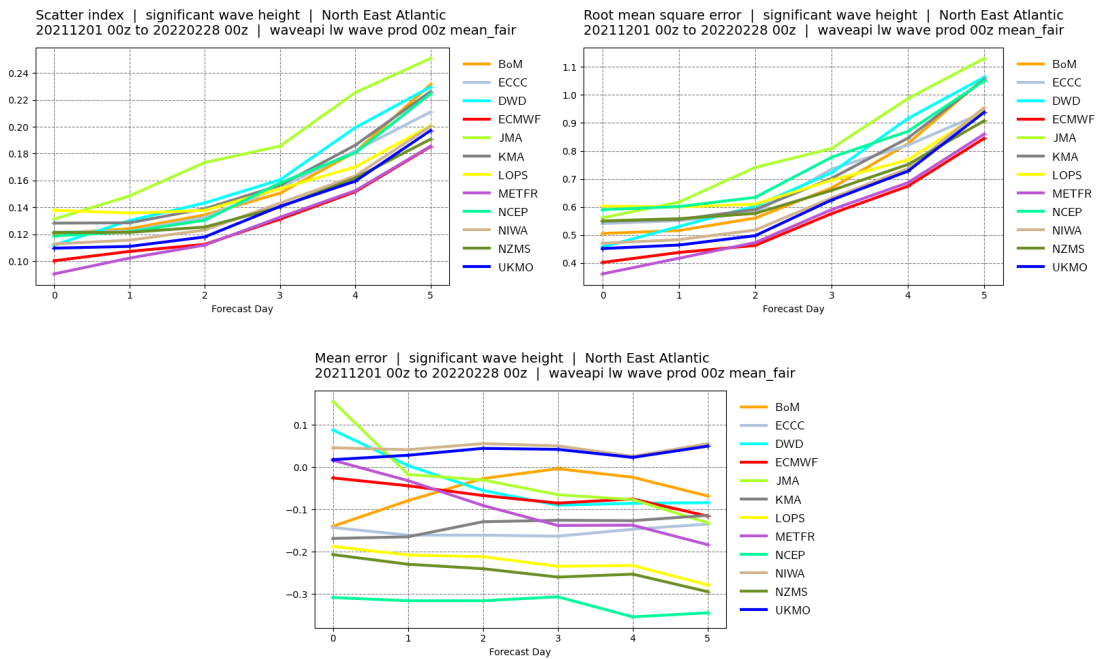 Scatter index | significant wave height | North East Atlantic
20211201 00z to 20220228 00z | waveapi lw wave prod 00z mean_fair
0.24
0.22
0.20
0.18
0.16
0.14
0.12
0.10
0 1 2 3 4 5
Forecast Day
BoM
ECCC
DWD
ECMWF
JMA
KMA
LOPS
METFR
NCEP
NIWA
NZMS
UKMO
Root mean square error | significant wave height | North East Atlantic
20211201 00z to 20220228 00z | waveapi lw wave prod 00z mean_fair
1.1
1.0
0.9
0.8
0.7
0.6
0.5
0.4
0 1 2 3 4 5
Forecast Day
BoM
ECCC
DWD
ECMWF
JMA
KMA
LOPS
METFR
NCEP
NIWA
NZMS
UKMO
Mean error | significant wave height | North East Atlantic
20211201 00z to 20220228 00z | waveapi lw wave prod 00z mean_fair
0.1
0.0
−0.1
−0.2
−0.3
0 1 2 3 4 5
Forecast Day
BoM
ECCC
DWD
ECMWF
JMA
KMA
LOPS
METFR
NCEP
NIWA
NZMS
UKMO